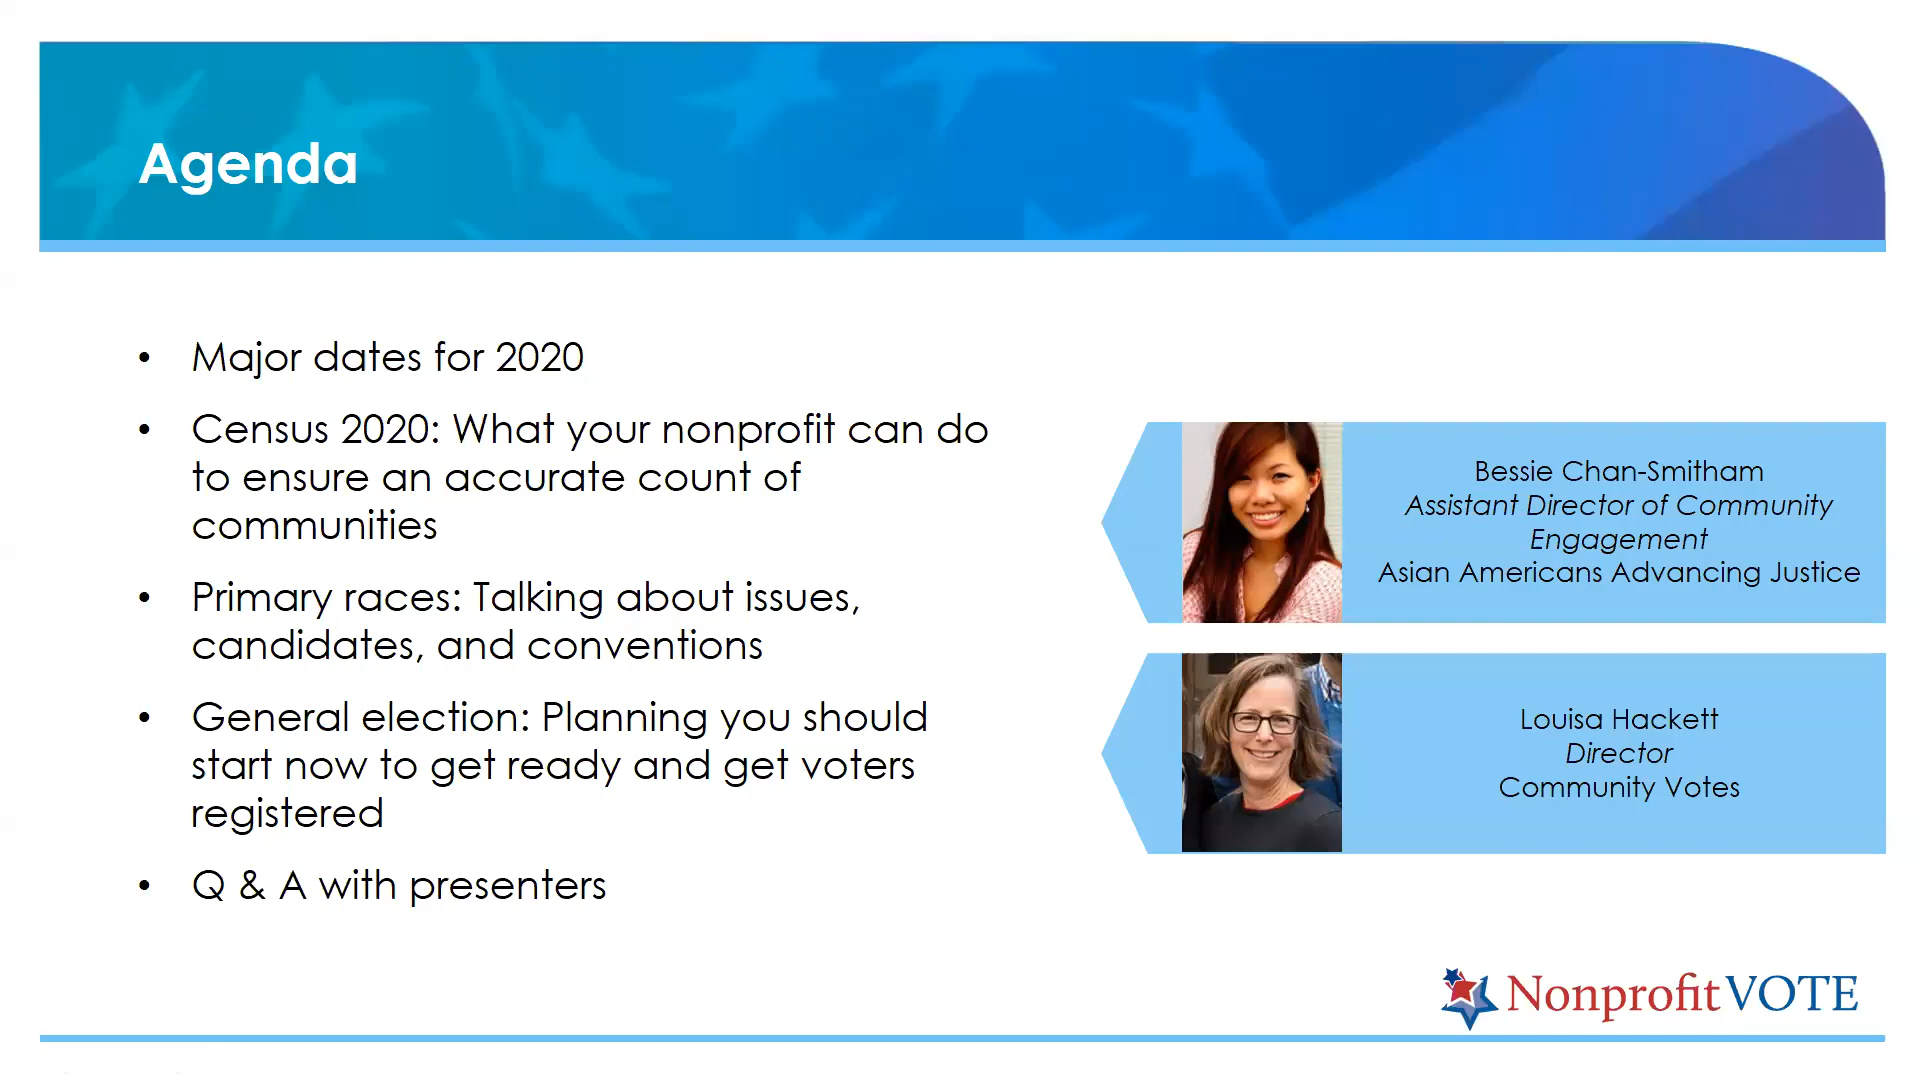 Agenda
• Major dates for 2020
• Census 2020: What your nonprofit can do
to ensure an accurate count of
communities
• Primary races: Talking about issues,
candidates, and conventions
• General election: Planning you should
start now to get ready and get voters
registered
• Q & A with presenters
Bessie Chan-Smitham
Assistant Director of Community
Engagement
Asian Americans Advancing Justice
Louisa Hackett
Director
Community Votes
NonprofitVOTE